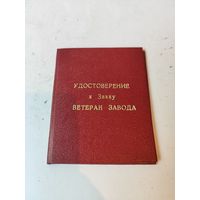 УДОСТОВЕРЕНИЕ
к Знаку
ВЕТЕРАН ЗАВОДА